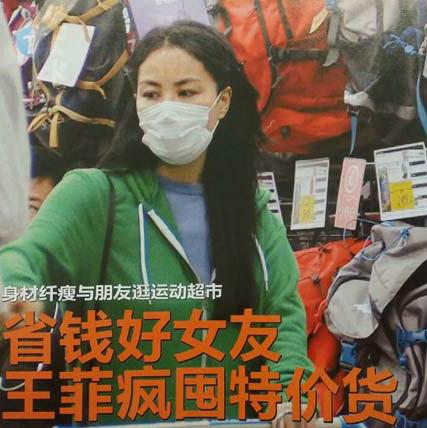 身材纤瘦与朋友逛运动超市
省钱好女友
王菲疯囤特价货